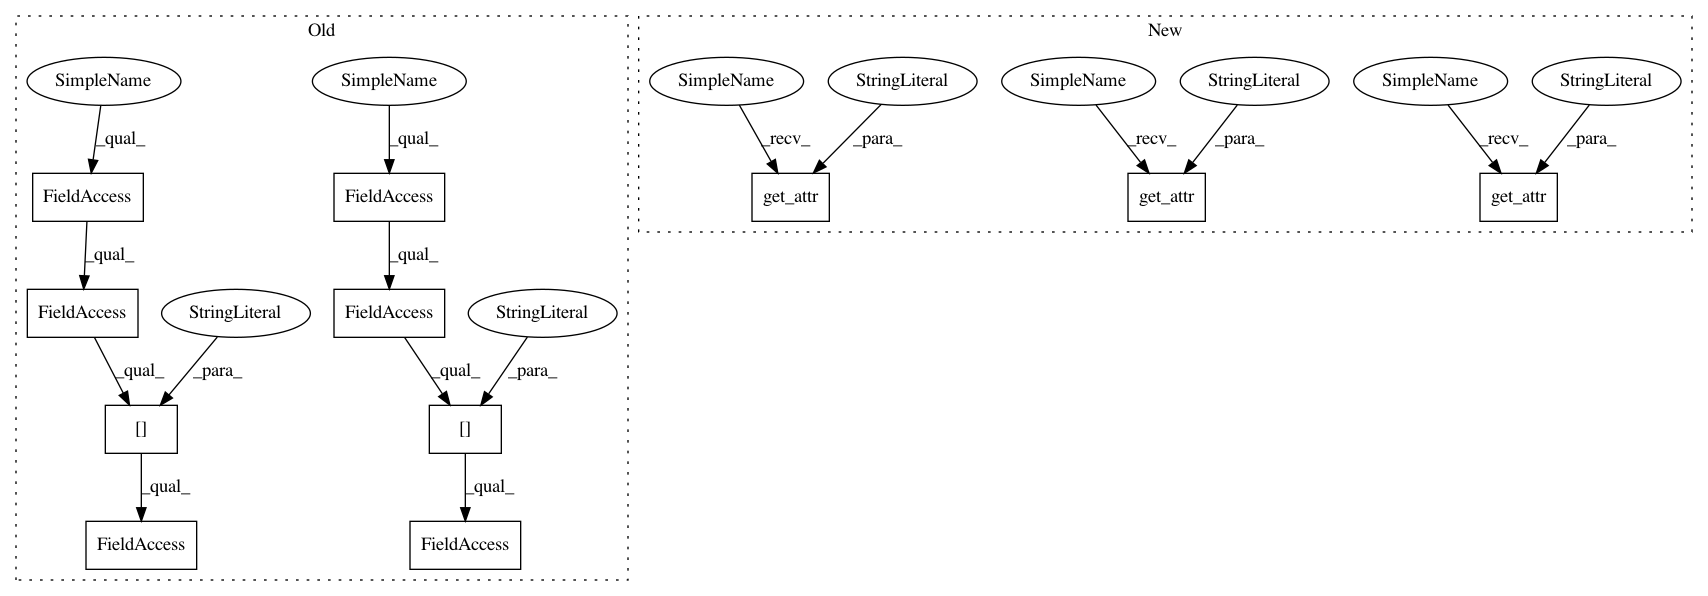 Old
New
SimpleName
SimpleName
SimpleName
StringLiteral
SimpleName
StringLiteral
SimpleName
StringLiteral
_qual_
_qual_
_recv_
_para_
_recv_
_para_
_recv_
_para_
FieldAccess
FieldAccess
get_attr
get_attr
get_attr
_qual_
_qual_
FieldAccess
StringLiteral
FieldAccess
StringLiteral
_qual_
_para_
_qual_
_para_
[]
[]
_qual_
_qual_
FieldAccess
FieldAccess